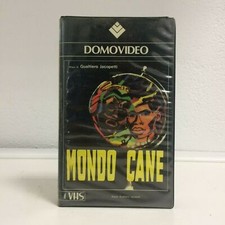 DOMOVIDEO
Gualtiero Jacopetti
MONDO CANE
VHS